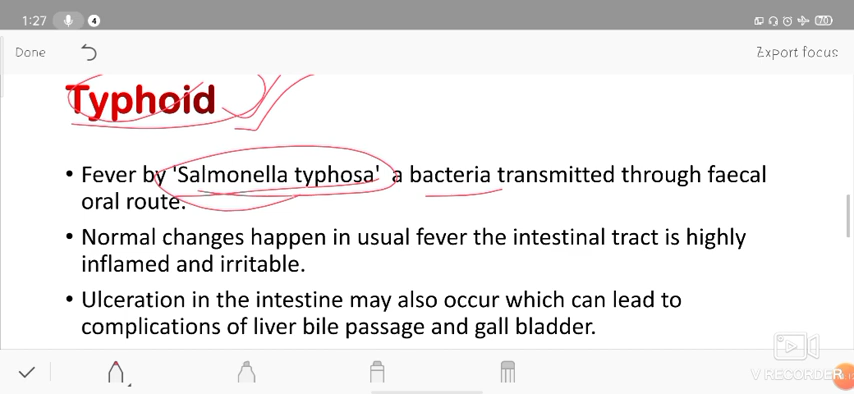 1:27
4
70
Done
Export focus
Typhoid
• Fever by 'Salmonella typhosa' a bacteria transmitted through faecal
oral route.
• Normal changes happen in usual fever the intestinal tract is highly
inflamed and irritable.
• Ulceration in the intestine may also occur which can lead to
complications of liver bile passage and gall bladder.
V RECORDER